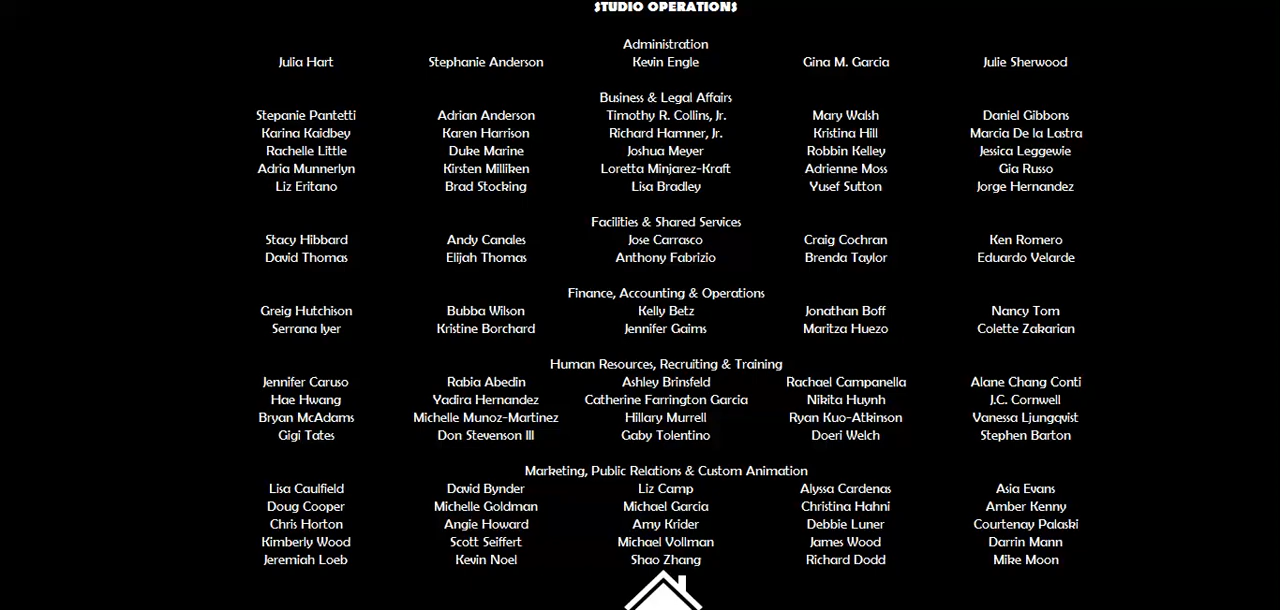 STUDIO OPERATIONS
Administration
Julia Hart Stephanie Anderson Kevin Engle Gina M. Garcia Julie Sherwood
Business & Legal Affairs
Stepanie Pantetti Adrian Anderson Timothy R. Collins, Jr. Mary Walsh Daniel Gibbons
Karina Kaidbey Karen Harrison Richard Hamner, Jr. Kristina Hill Marcia De la Lastra
Rachelle Little Duke Marine Joshua Meyer Robbin Kelley Jessica Leggewie
Adria Munnerlyn Kirsten Milliken Loretta Minjarez-Kraft Adrienne Moss Gia Russo
Liz Eritano Brad Stocking Lisa Bradley Yusef Sutton Jorge Hernandez
Facilities & Shared Services
Stacy Hibbard Andy Canales Jose Carrasco Craig Cochran Ken Romero
David Thomas Elijah Thomas Anthony Fabrizio Brenda Taylor Eduardo Velarde
Finance, Accounting & Operations
Greig Hutchison Bubba Wilson Kelly Betz Jonathan Boff Nancy Tom
Serrana Iyer Kristine Borchard Jennifer Gaims Maritza Huezo Colette Zakarian
Human Resources, Recruiting & Training
Jennifer Caruso Rabia Abedin Ashley Brinsfeld Rachael Campanella Alane Chang Conti
Hae Hwang Yadira Hernandez Catherine Farrington Garcia Nikita Huynh J.C. Cornwell
Bryan McAdams Michelle Munoz-Martinez Hillary Murrell Ryan Kuo-Atkinson Vanessa Ljungqvist
Gigi Tates Don Stevenson III Gaby Tolentino Doeri Welch Stephen Barton
Marketing, Public Relations & Custom Animation
Lisa Caulfield David Bynder Liz Camp Alyssa Cardenas Asia Evans
Doug Cooper Michelle Goldman Michael Garcia Christina Hahni Amber Kenny
Chris Horton Angie Howard Amy Krider Debbie Luner Courtenay Palaski
Kimberly Wood Scott Seiffert Michael Vollman James Wood Darrin Mann
Jeremiah Loeb Kevin Noel Shao Zhang Richard Dodd Mike Moon